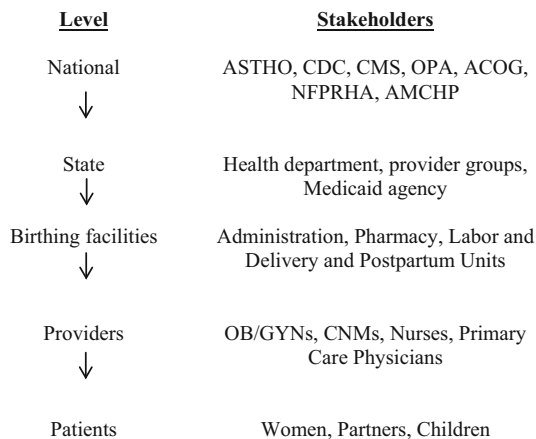 Level Stakeholders
National ASTHO, CDC, CMS, OPA, ACOG,
NFPRHA, AMCHP
State Health department, provider groups,
Medicaid agency
Birthing facilities Administration, Pharmacy, Labor and
Delivery and Postpartum Units
Providers OB/GYNs, CNMs, Nurses, Primary
Care Physicians
Patients Women, Partners, Children